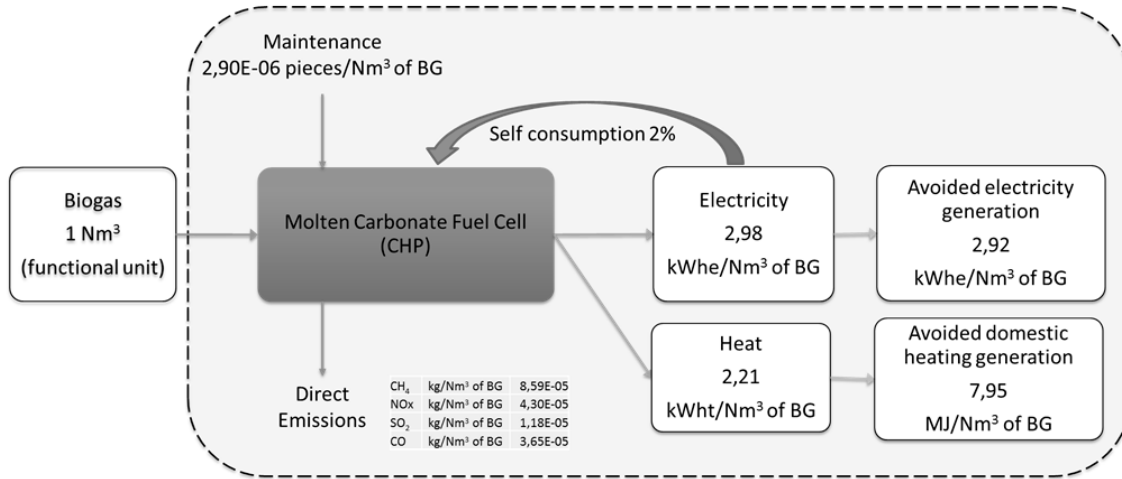 Maintenance
2,90E-06 pieces/Nm³ of BG
Self consumption 2%
Biogas
1 Nm³
(functional unit)
Molten Carbonate Fuel Cell
(CHP)
Electricity
2,98
kWhe/Nm³ of BG
Avoided electricity
generation
2,92
kWhe/Nm³ of BG
Heat
2,21
kWht/Nm³ of BG
Avoided domestic
heating generation
7,95
MJ/Nm³ of BG
Direct
Emissions
CH₄ kg/Nm³ of BG 8,59E-05
NOx kg/Nm³ of BG 4,30E-05
SO₂ kg/Nm³ of BG 1,18E-05
CO kg/Nm³ of BG 3,65E-05